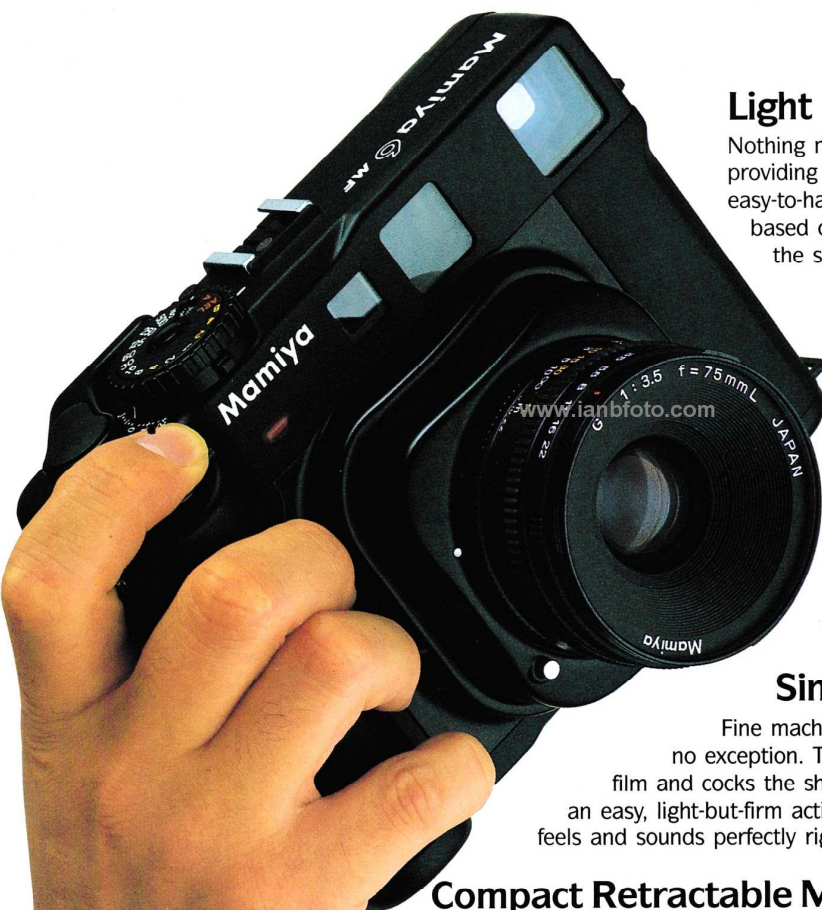 Mamiya 6 MF
Light
Nothing
providing
easy-to-ha
based
the s
Mamiya
AEL
22
G 1:3.5 f=75mm L JAPAN
Mamiya
www.ianbfoto.com
Sin
Fine mach
no exception. T
film and cocks the sh
an easy, light-but-firm acti
feels and sounds perfectly rig
Compact Retractable M